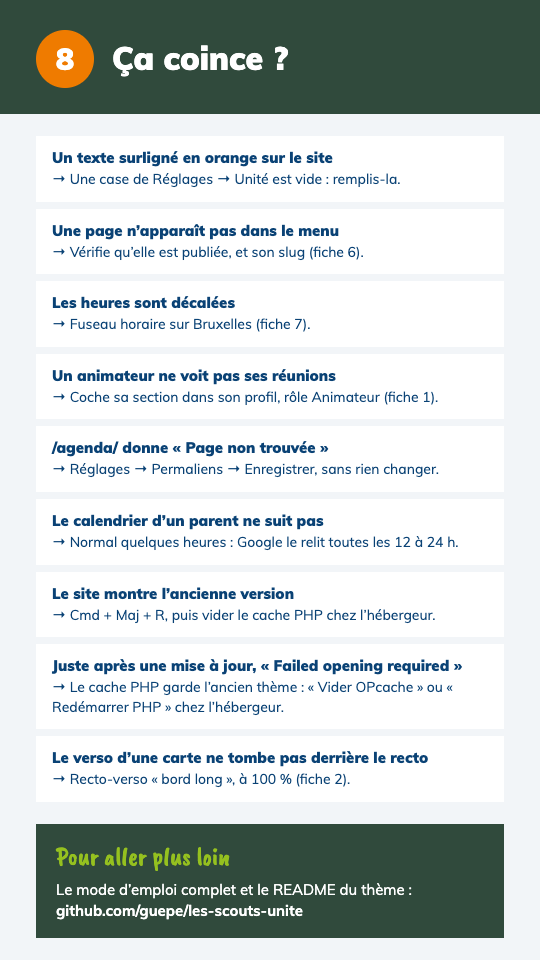 8
Ça coince ?
Un texte surligné en orange sur le site
→ Une case de Réglages → Unité est vide : remplis-la.
Une page n’apparaît pas dans le menu
→ Vérifie qu’elle est publiée, et son slug (fiche 6).
Les heures sont décalées
→ Fuseau horaire sur Bruxelles (fiche 7).
Un animateur ne voit pas ses réunions
→ Coche sa section dans son profil, rôle Animateur (fiche 1).
/agenda/ donne « Page non trouvée »
→ Réglages → Permaliens → Enregistrer, sans rien changer.
Le calendrier d’un parent ne suit pas
→ Normal quelques heures : Google le relit toutes les 12 à 24 h.
Le site montre l’ancienne version
→ Cmd + Maj + R, puis vider le cache PHP chez l’hébergeur.
Juste après une mise à jour, « Failed opening required »
→ Le cache PHP garde l’ancien thème : « Vider OPcache » ou «
Redémarrer PHP » chez l’hébergeur.
Le verso d’une carte ne tombe pas derrière le recto
→ Recto-verso « bord long », à 100 % (fiche 2).
Pour aller plus loin
Le mode d’emploi complet et le README du thème :
github.com/guepe/les-scouts-unite